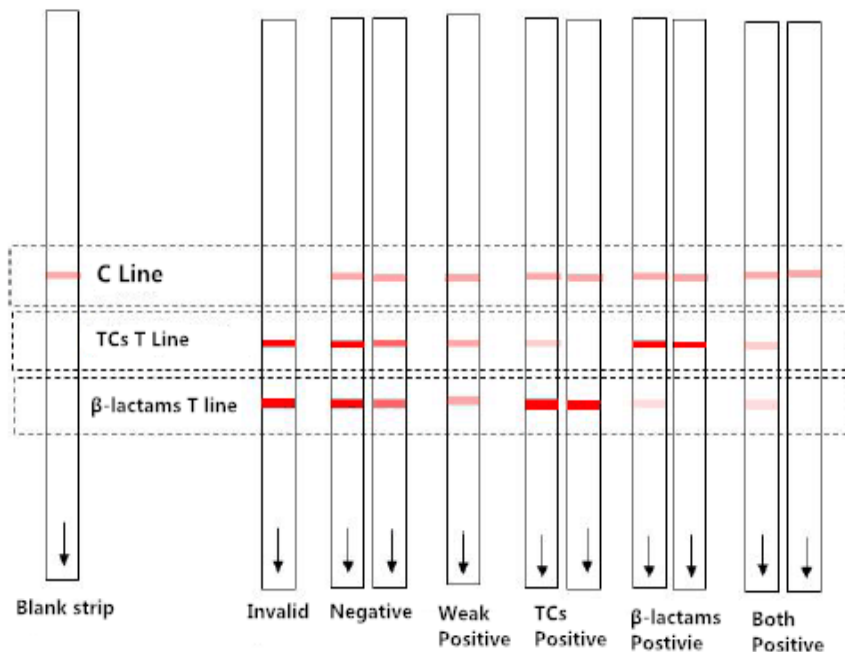 C Line
TCs T Line
β-lactams T line
Blank strip
Invalid
Negative
Weak
Positive
TCs
Positive
β-lactams
Postivie
Both
Positive